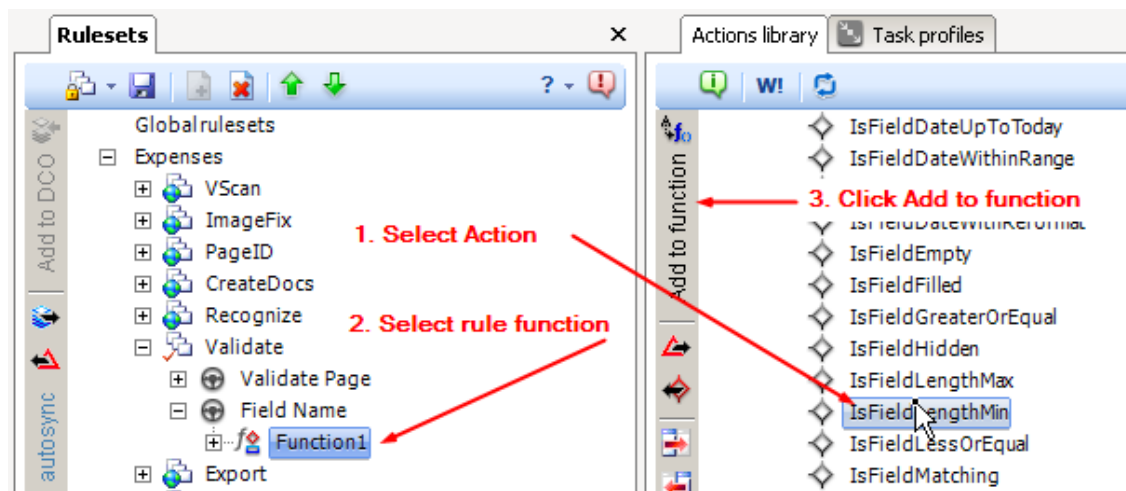 Rulesets
Globalrulesets
Expenses
VScan
ImageFix
PageID
CreateDocs
Recognize
Validate
Validate Page
Field Name
Function1
Export
Add to DCO
autosync
1. Select Action
2. Select rule function
Actions library
Task profiles
W!
Add to function
IsFieldDateUpToToday
IsFieldDateWithinRange
3. Click Add to function
IsFieldDateWithReformat
IsFieldEmpty
IsFieldFilled
IsFieldGreaterOrEqual
IsFieldHidden
IsFieldLengthMax
IsFieldLengthMin
IsFieldLessOrEqual
IsFieldMatching